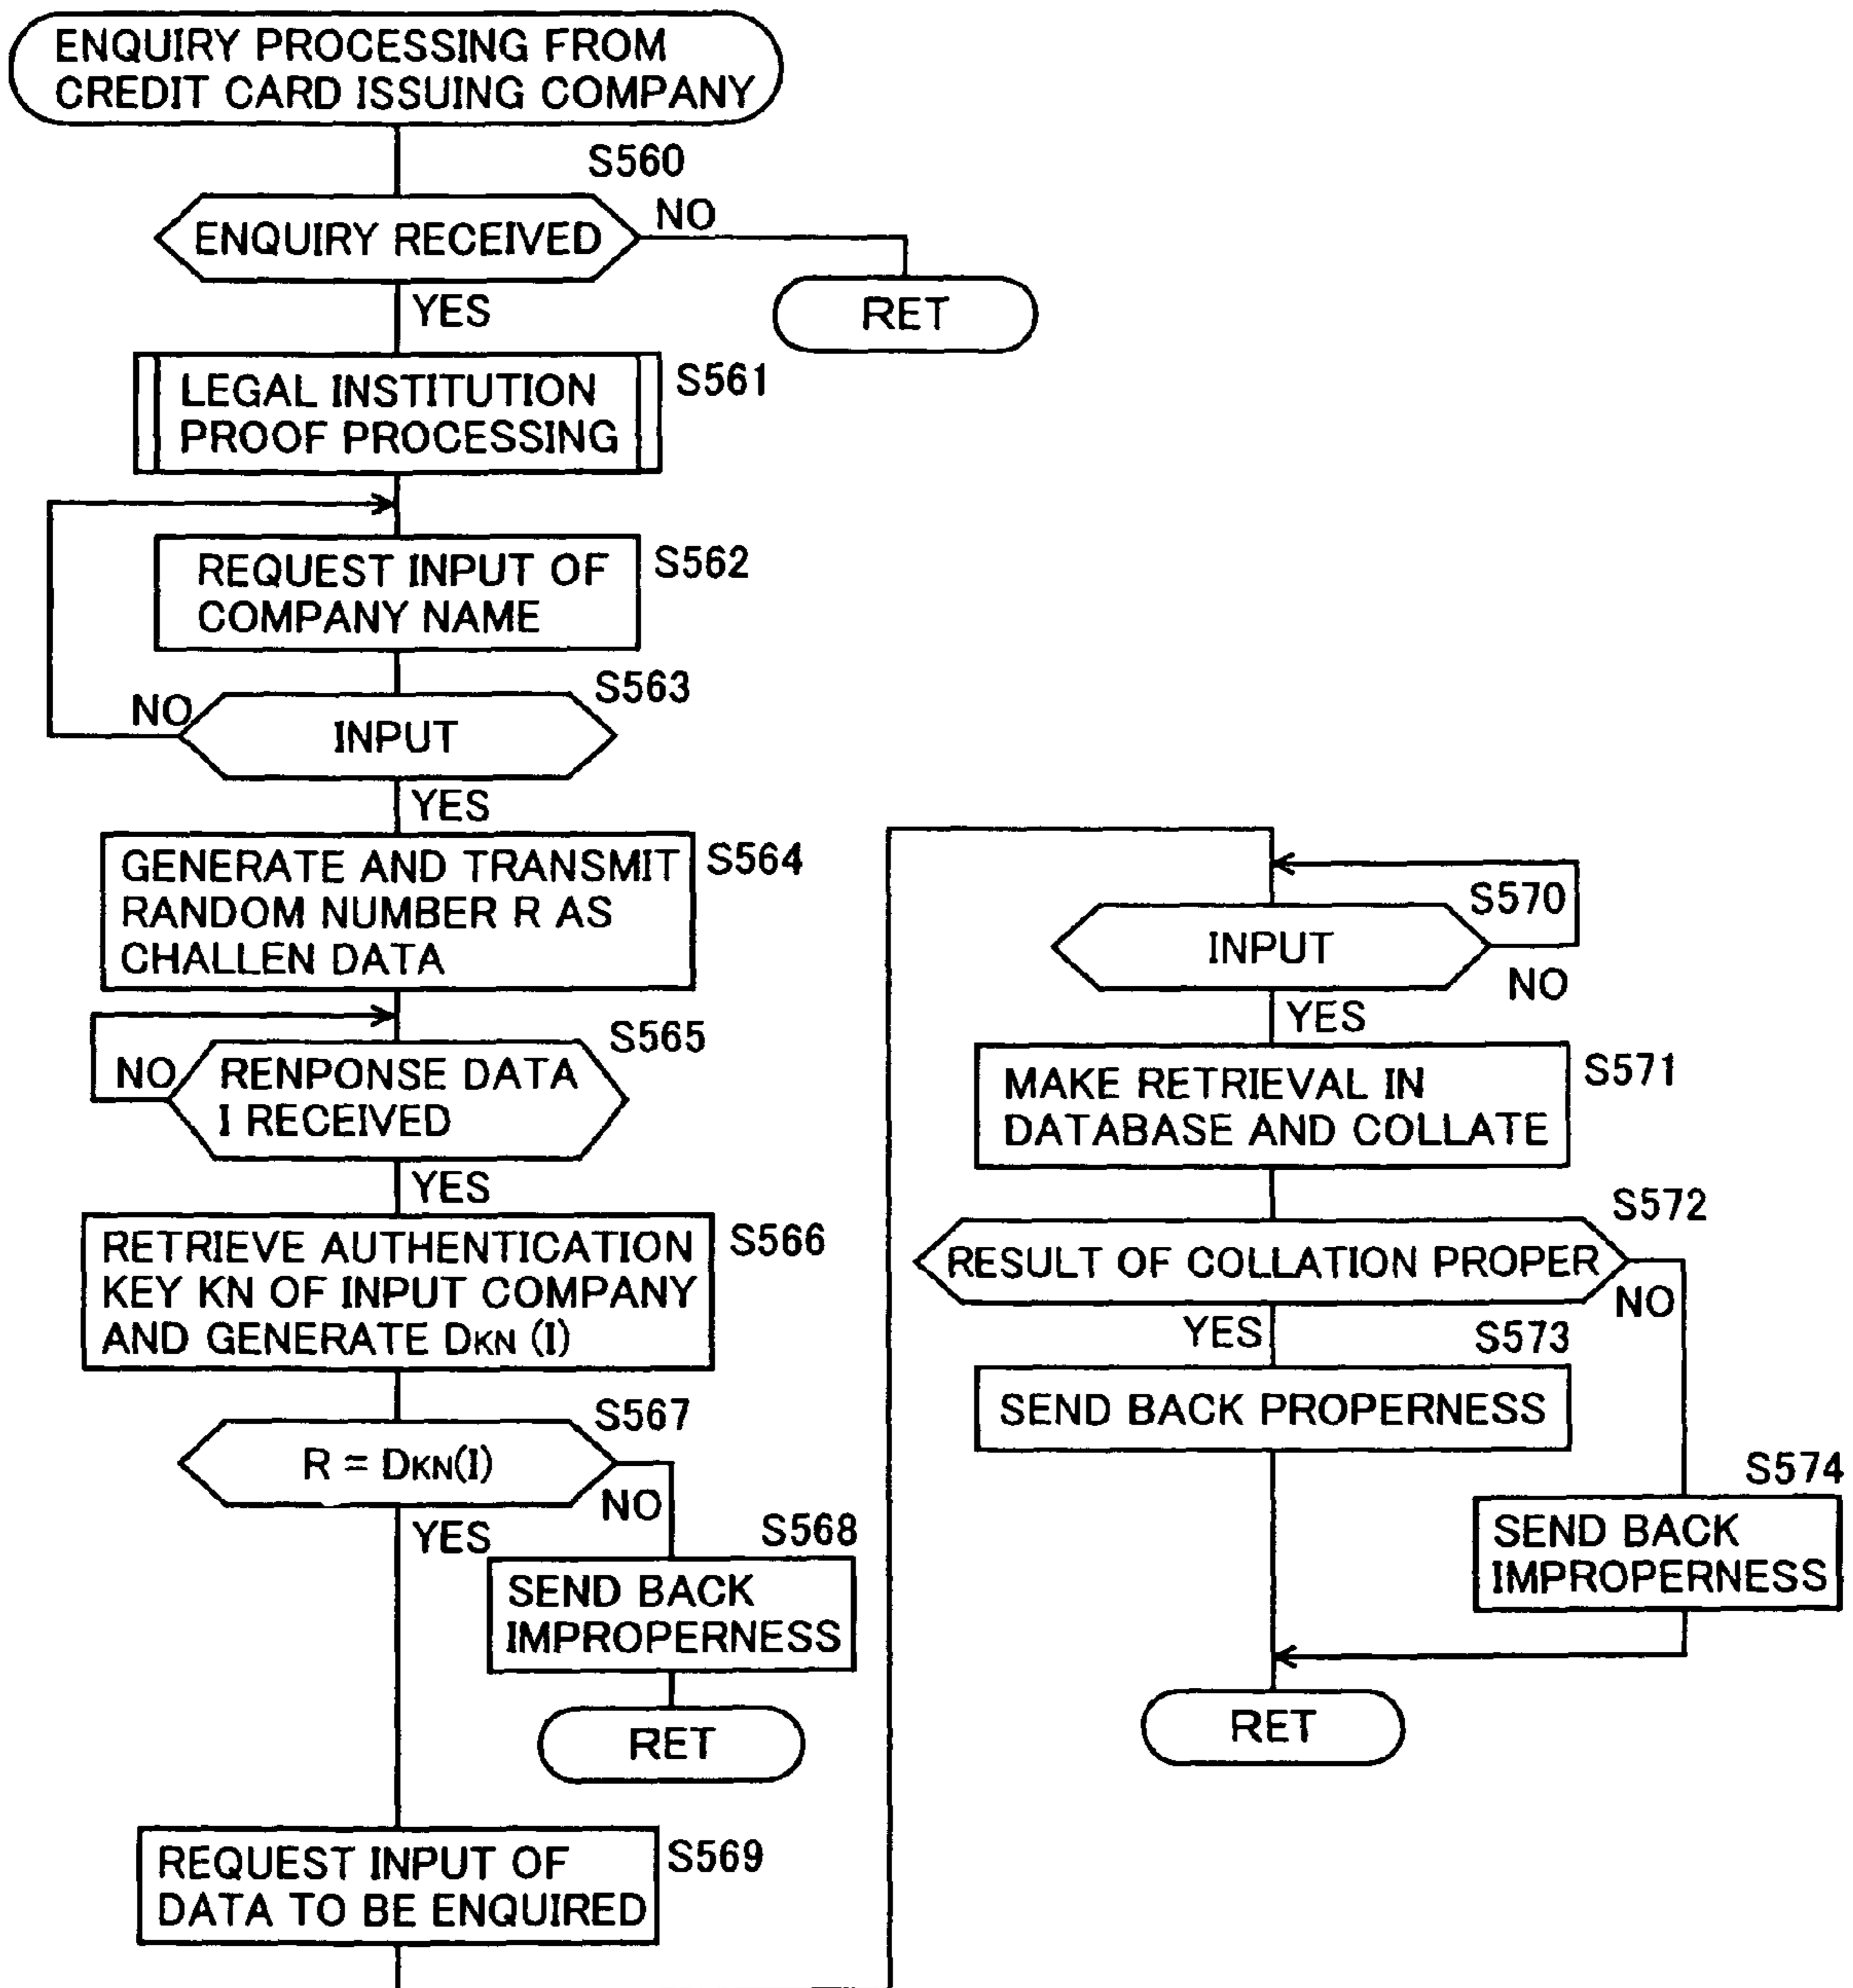 ENQUIRY PROCESSING FROM
CREDIT CARD ISSUING COMPANY
S560
ENQUIRY RECEIVED
NO
RET
YES
LEGAL INSTITUTION
PROOF PROCESSING
S561
REQUEST INPUT OF
COMPANY NAME
S562
S563
NO
INPUT
YES
GENERATE AND TRANSMIT
RANDOM NUMBER R AS
CHALLEN DATA
S564
S565
NO
RENPONSE DATA
I RECEIVED
YES
RETRIEVE AUTHENTICATION
KEY KN OF INPUT COMPANY
AND GENERATE DKN (I)
S566
S567
R = DKN(I)
NO
YES
S568
SEND BACK
IMPROPERNESS
RET
REQUEST INPUT OF
DATA TO BE ENQUIRED
S569
S570
INPUT
NO
YES
MAKE RETRIEVAL IN
DATABASE AND COLLATE
S571
S572
RESULT OF COLLATION PROPER
NO
YES
S573
SEND BACK PROPERNESS
S574
SEND BACK
IMPROPERNESS
RET